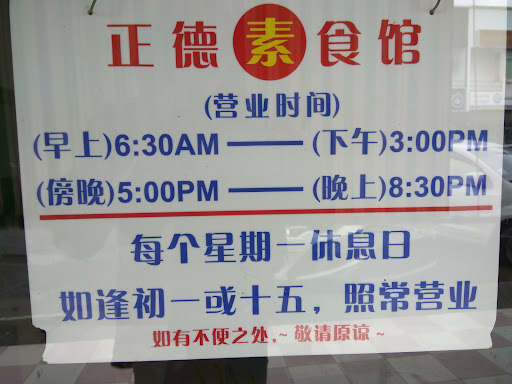 正德素食馆
(营业时间)
(早上)6:30AM —— (下午)3:00PM
(傍晚)5:00PM —— (晚上)8:30PM
每个星期一休息日
如逢初一或十五，照常营业
如有不便之处,~ 敬请原谅 ~